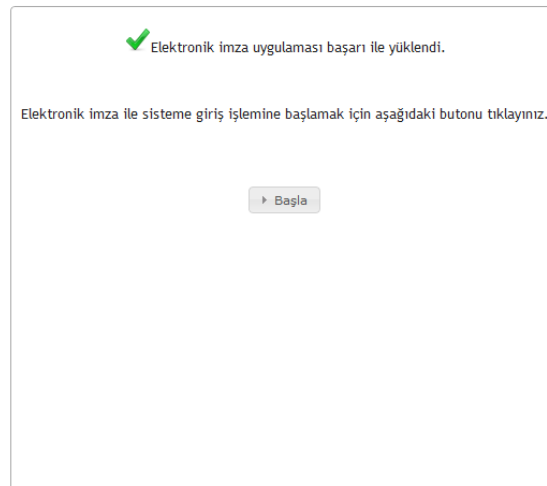 Elektronik imza uygulaması başarı ile yüklendi.
Elektronik imza ile sisteme giriş işlemine başlamak için aşağıdaki butonu tıklayınız.
Başla